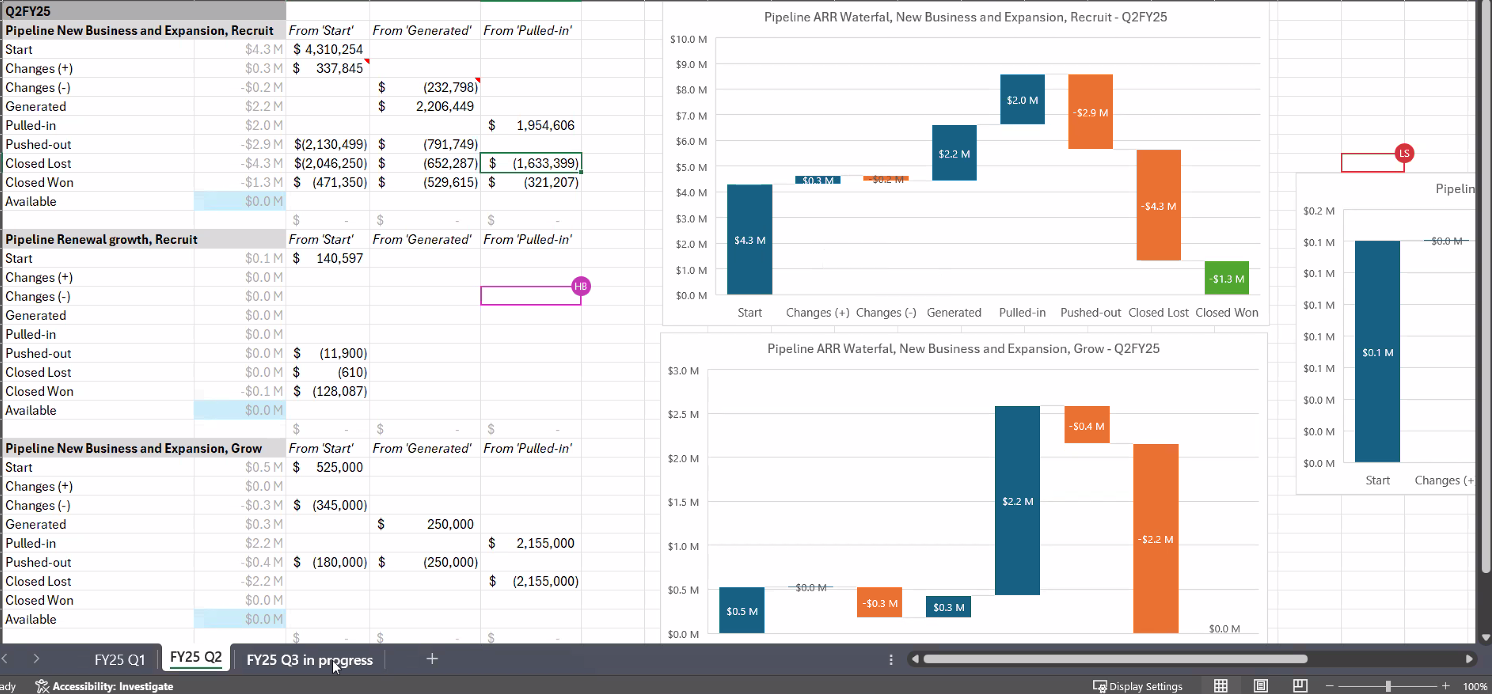 Q2FY25
Pipeline New Business and Expansion, Recruit From 'Start' From 'Generated' From 'Pulled-in'
Start $4.3 M $ 4,310,254
Changes (+) $0.3 M $ 337,845
Changes (-) -$0.2 M $ (232,798)
Generated $2.2 M $ 2,206,449
Pulled-in $2.0 M $ 1,954,606
Pushed-out -$2.9 M $(2,130,499) $ (791,749)
Closed Lost -$4.3 M $(2,046,250) $ (652,287) $ (1,633,399)
Closed Won -$1.3 M $ (471,350) $ (529,615) $ (321,207)
Available $0.0 M
$ - $ - $ -
Pipeline Renewal growth, Recruit From 'Start' From 'Generated' From 'Pulled-in'
Start $0.1 M $ 140,597
Changes (+) $0.0 M
Changes (-) $0.0 M
HB
Generated $0.0 M
Pulled-in $0.0 M
Pushed-out $0.0 M $ (11,900)
Closed Lost $0.0 M $ (610)
Closed Won -$0.1 M $ (128,087)
Available $0.0 M
$ - $ - $ -
Pipeline New Business and Expansion, Grow From 'Start' From 'Generated' From 'Pulled-in'
Start $0.5 M $ 525,000
Changes (+) $0.0 M
Changes (-) -$0.3 M $ (345,000)
Generated $0.3 M $ 250,000
Pulled-in $2.2 M $ 2,155,000
Pushed-out -$0.4 M $ (180,000) $ (250,000)
Closed Lost -$2.2 M $ (2,155,000)
Closed Won $0.0 M
Available $0.0 M
$ - $ - $ -
Pipeline ARR Waterfal, New Business and Expansion, Recruit - Q2FY25
$10.0 M
$9.0 M
$8.0 M
$7.0 M
$6.0 M
$5.0 M
$4.0 M
$3.0 M
$2.0 M
$1.0 M
$0.0 M
$4.3 M
$0.3 M
-$0.2 M
$2.2 M
$2.0 M
-$2.9 M
-$4.3 M
-$1.3 M
Start Changes (+) Changes (-) Generated Pulled-in Pushed-out Closed Lost Closed Won
Pipeline ARR Waterfal, New Business and Expansion, Grow - Q2FY25
$3.0 M
$2.5 M
$2.0 M
$1.5 M
$1.0 M
$0.5 M
$0.0 M
$0.5 M
$0.0 M
-$0.3 M
$0.3 M
$2.2 M
-$0.4 M
-$2.2 M
$0.0 M
LS
Pipelin
$0.2 M
$0.1 M
$0.1 M
$0.1 M
$0.1 M
$0.1 M
$0.0 M
$0.0 M
$0.0 M
$0.1 M
$0.0 M
Start Changes (+
FY25 Q1 FY25 Q2 FY25 Q3 in progress +
ady Accessibility: Investigate Display Settings - + 100%